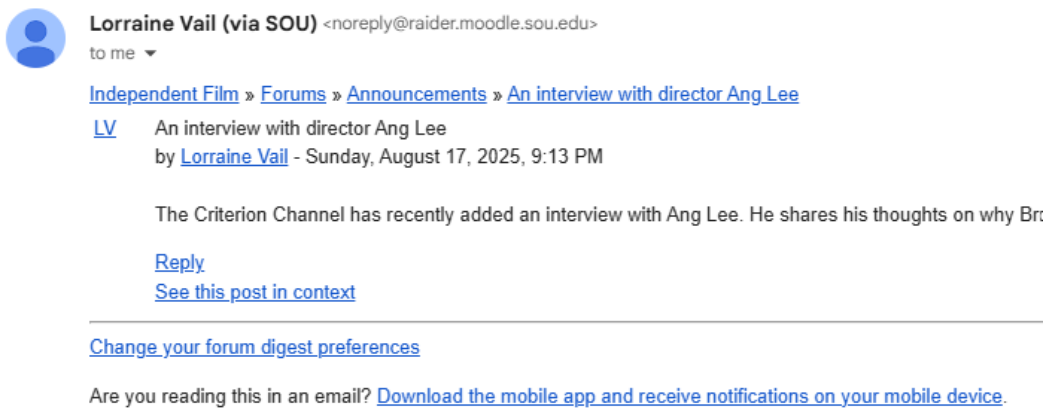 Lorraine Vail (via SOU) <noreply@raider.moodle.sou.edu>
to me
Independent Film » Forums » Announcements » An interview with director Ang Lee
LV An interview with director Ang Lee
by Lorraine Vail - Sunday, August 17, 2025, 9:13 PM
The Criterion Channel has recently added an interview with Ang Lee. He shares his thoughts on why
Reply
See this post in context
Change your forum digest preferences
Are you reading this in an email? Download the mobile app and receive notifications on your mobile device.